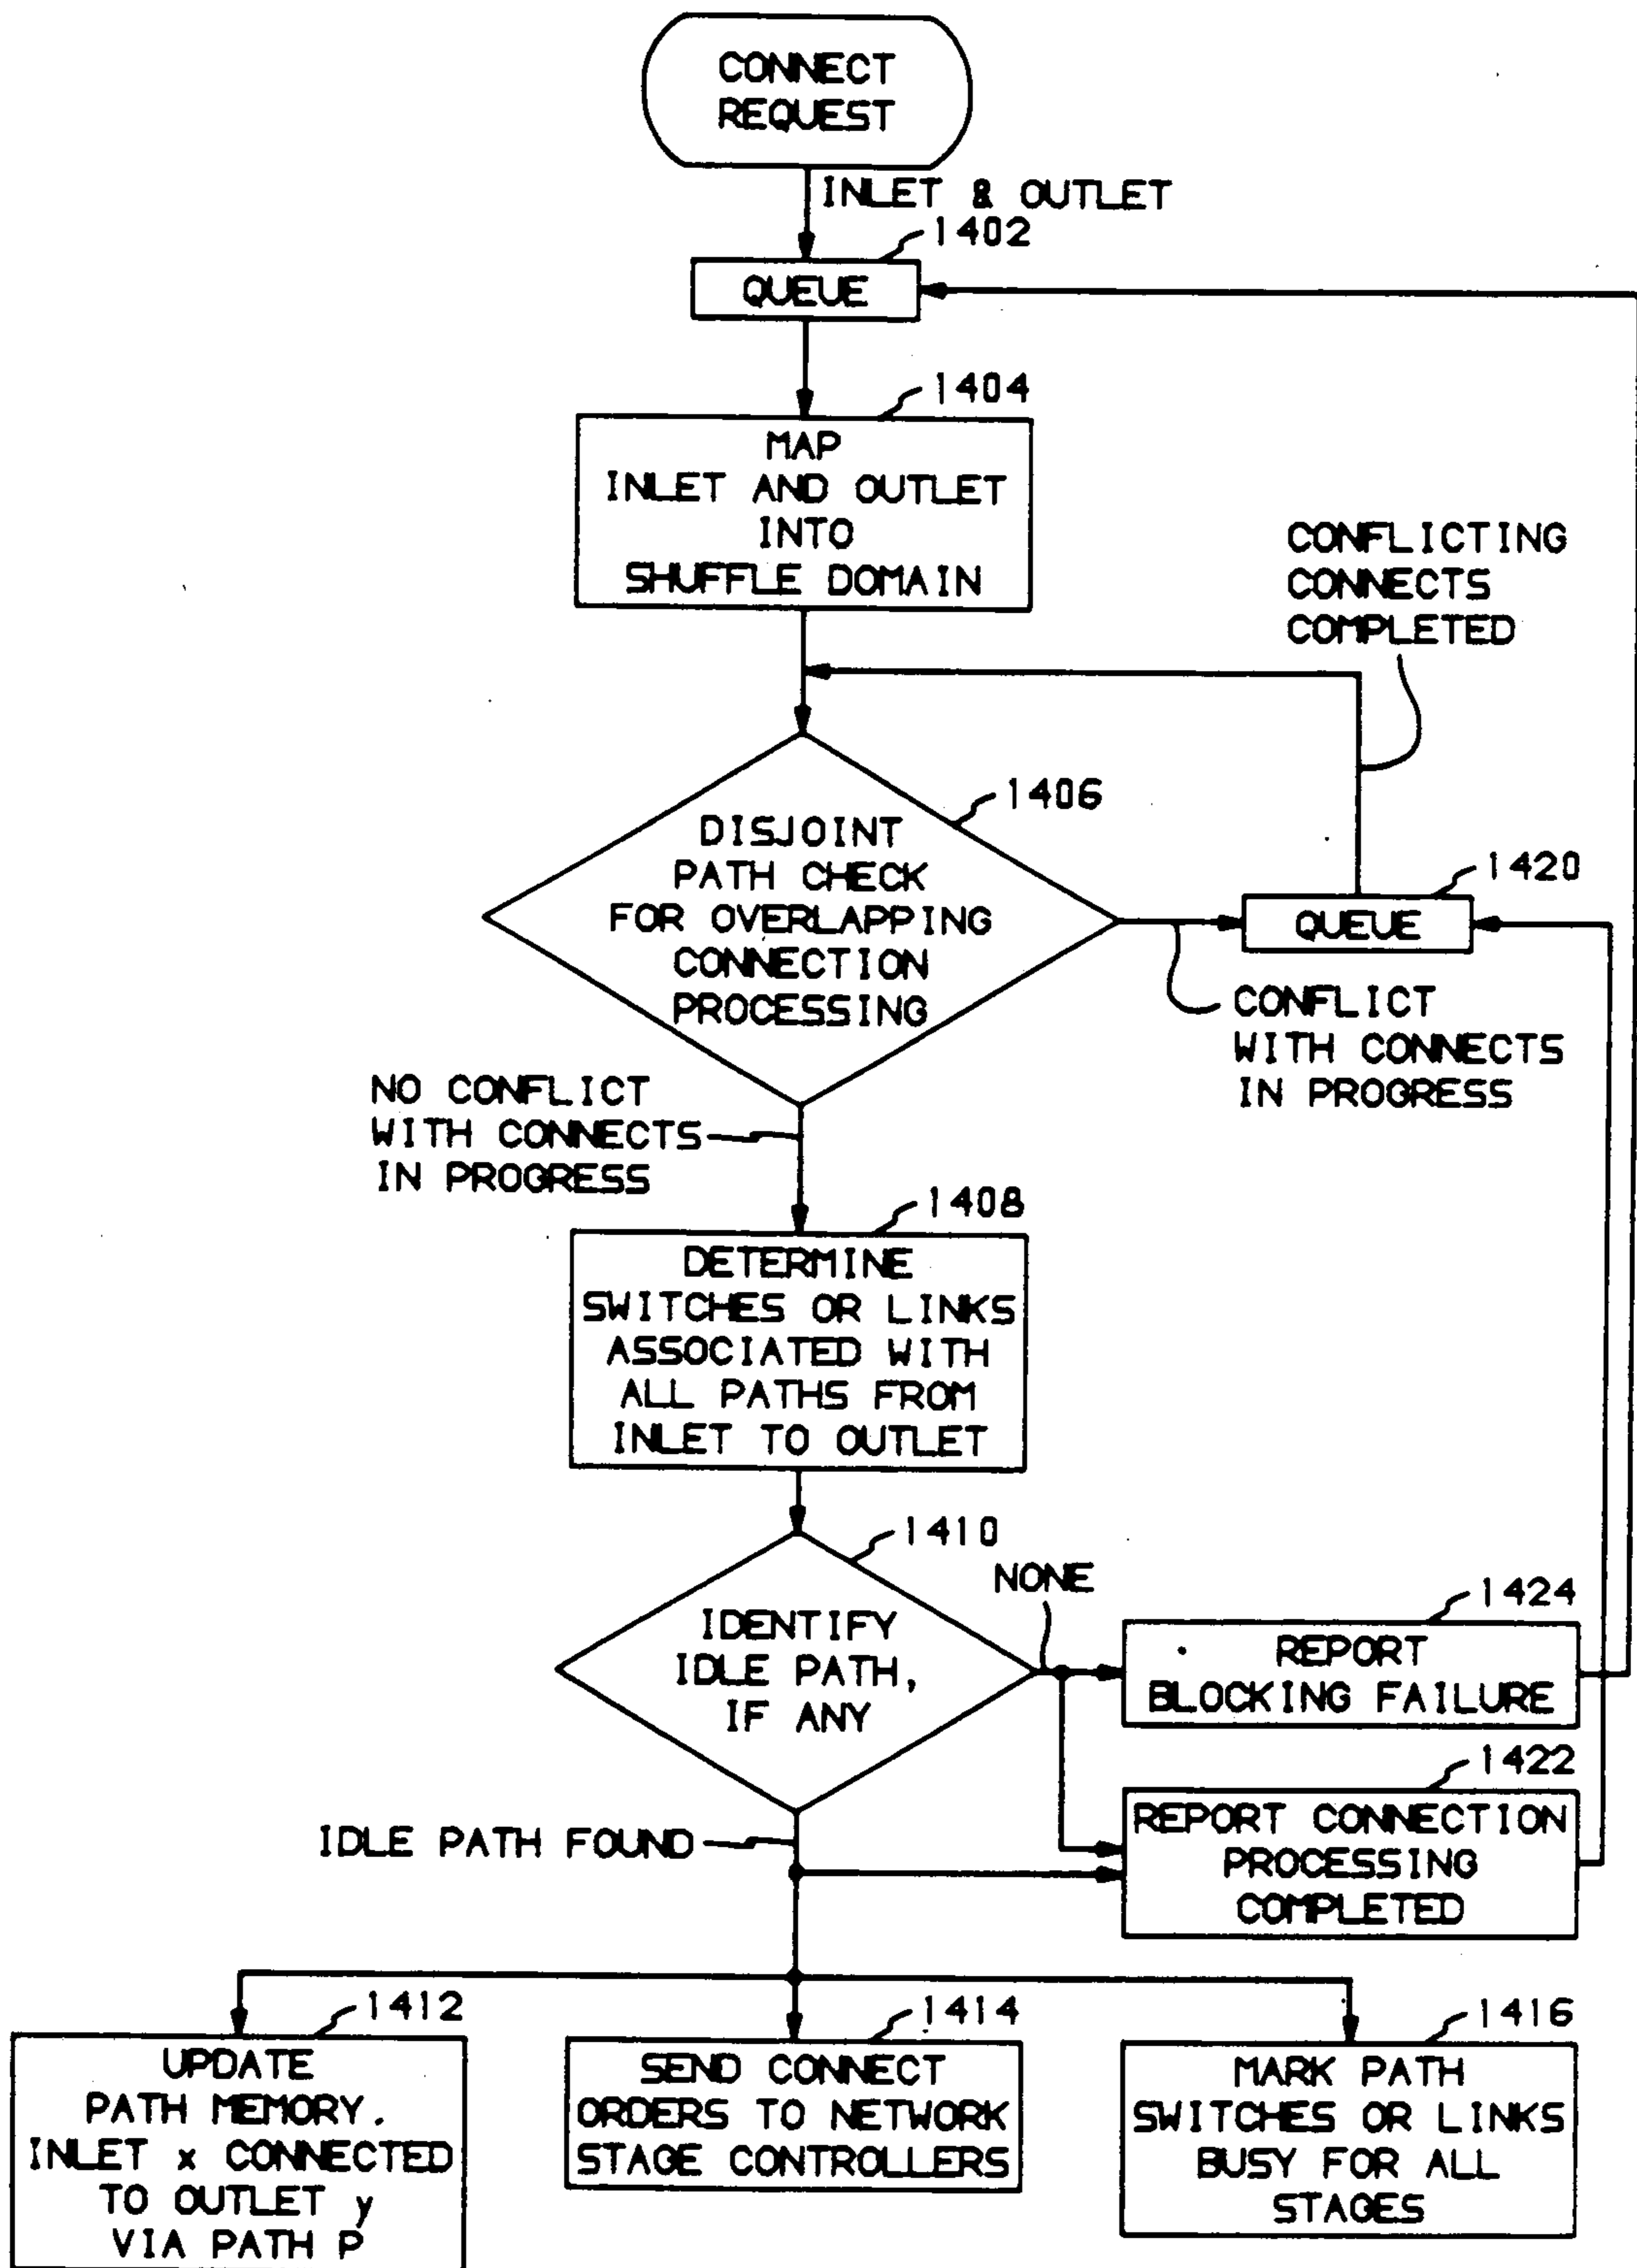 CONNECT
REQUEST
INLET & OUTLET
1402
QUEUE
1404
MAP
INLET AND OUTLET
INTO
SHUFFLE DOMAIN
CONFLICTING
CONNECTS
COMPLETED
1406
DISJOINT
PATH CHECK
FOR OVERLAPPING
CONNECTION
PROCESSING
1420
QUEUE
CONFLICT
WITH CONNECTS
IN PROGRESS
NO CONFLICT
WITH CONNECTS
IN PROGRESS
1408
DETERMINE
SWITCHES OR LINKS
ASSOCIATED WITH
ALL PATHS FROM
INLET TO OUTLET
1410
IDENTIFY
IDLE PATH,
IF ANY
NONE
1424
REPORT
BLOCKING FAILURE
1422
REPORT CONNECTION
PROCESSING
COMPLETED
IDLE PATH FOUND
1412
UPDATE
PATH MEMORY.
INLET x CONNECTED
TO OUTLET y
VIA PATH P
1414
SEND CONNECT
ORDERS TO NETWORK
STAGE CONTROLLERS
1416
MARK PATH
SWITCHES OR LINKS
BUSY FOR ALL
STAGES